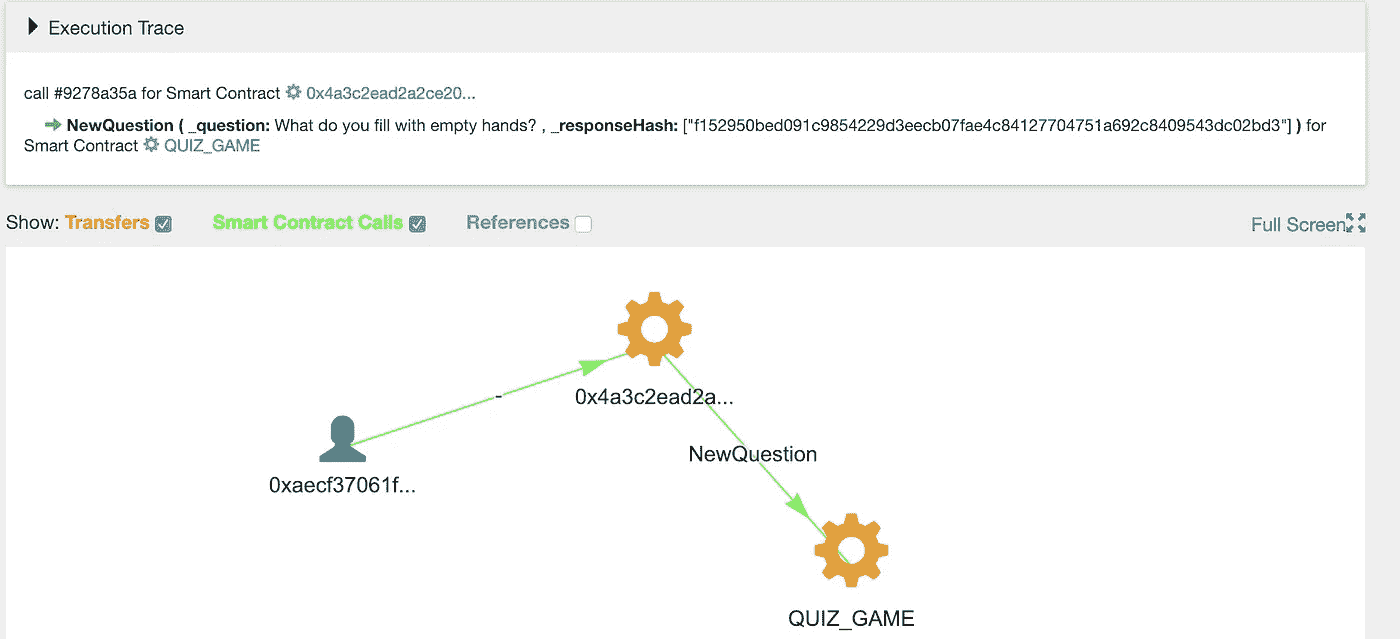 Execution Trace
call #9278a35a for Smart Contract 0x4a3c2ead2a2ce20...
NewQuestion ( _question: What do you fill with empty hands? , _responseHash: ["f152950bed091c9854229d3eecb07fae4c84127704751a692c8409543dc02bd3"] ) for
Smart Contract QUIZ_GAME
Show: Transfers Smart Contract Calls References Full Screen
0x4a3c2ead2a...
-
NewQuestion
0xaecf37061f...
QUIZ_GAME